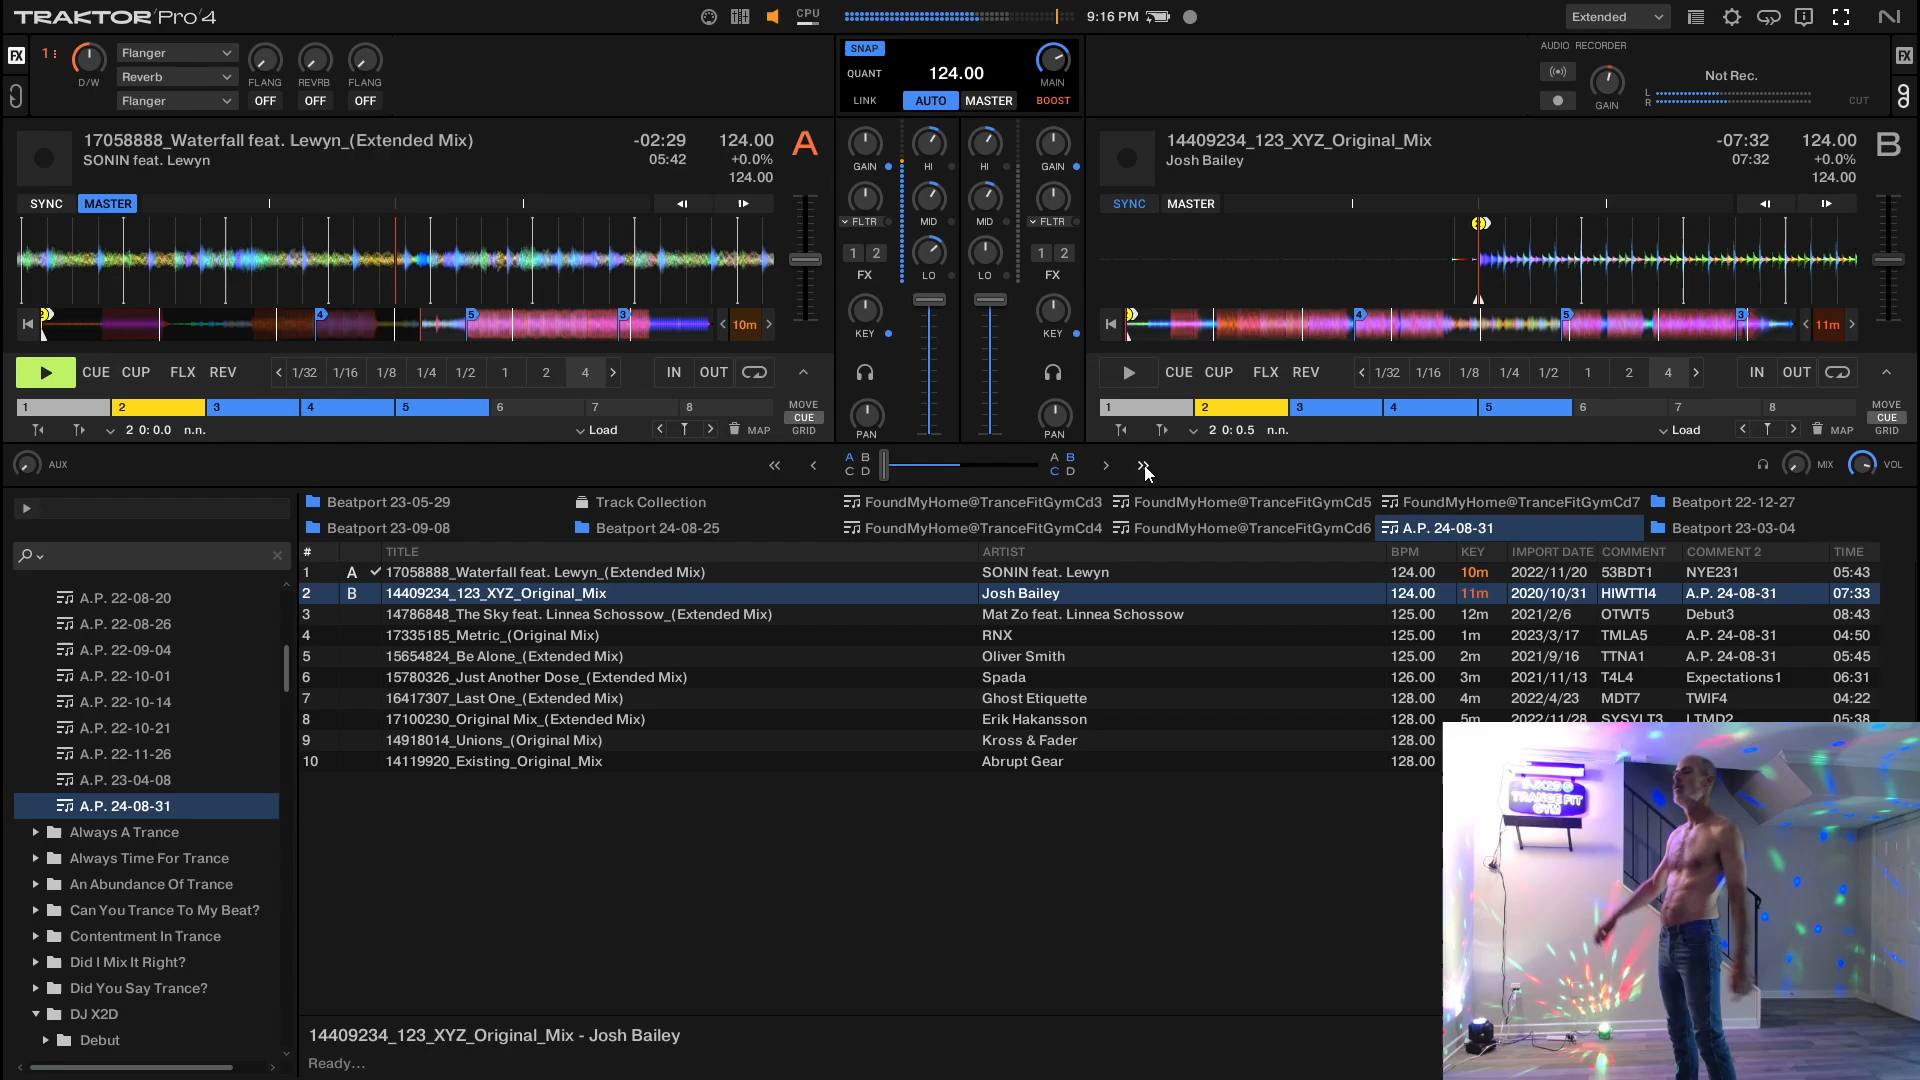 TRAKTOR Pro 4
CPU
9:16 PM
Extended
FX
1
D/W
Flanger
Reverb
Flanger
FLANG
REVRB
FLANG
OFF
OFF
OFF
SNAP
QUANT
LINK
124.00
AUTO
MASTER
MAIN
BOOST
AUDIO RECORDER
GAIN
L
R
Not Rec.
CUT
FX
17058888_Waterfall feat. Lewyn_(Extended Mix)
SONIN feat. Lewyn
-02:29
05:42
124.00
+0.0%
124.00
A
SYNC
MASTER
10m
CUE
CUP
FLX
REV
1/32
1/16
1/8
1/4
1/2
1
2
4
IN
OUT
1
2
3
4
5
6
7
8
MOVE
CUE
GRID
2 0: 0.0 n.n.
Load
MAP
GAIN
HI
HI
GAIN
MID
MID
FLTR
FLTR
1 2
FX
LO
LO
1 2
FX
KEY
KEY
PAN
PAN
14409234_123_XYZ_Original_Mix
Josh Bailey
-07:32
07:32
124.00
+0.0%
124.00
B
SYNC
MASTER
11m
CUE
CUP
FLX
REV
1/32
1/16
1/8
1/4
1/2
1
2
4
IN
OUT
1
2
3
4
5
6
7
8
MOVE
CUE
GRID
2 0: 0.5 n.n.
Load
MAP
AUX
A B
C D
A B
C D
MIX
VOL
Beatport 23-05-29
Track Collection
FoundMyHome@TranceFitGymCd3
FoundMyHome@TranceFitGymCd5
FoundMyHome@TranceFitGymCd7
Beatport 22-12-27
Beatport 23-09-08
Beatport 24-08-25
FoundMyHome@TranceFitGymCd4
FoundMyHome@TranceFitGymCd6
A.P. 24-08-31
Beatport 23-03-04
A.P. 22-08-20
A.P. 22-08-26
A.P. 22-09-04
A.P. 22-10-01
A.P. 22-10-14
A.P. 22-10-21
A.P. 22-11-26
A.P. 23-04-08
A.P. 24-08-31
Always A Trance
Always Time For Trance
An Abundance Of Trance
Can You Trance To My Beat?
Contentment In Trance
Did I Mix It Right?
Did You Say Trance?
DJ X2D
Debut
# TITLE ARTIST BPM KEY IMPORT DATE COMMENT COMMENT 2 TIME
1 A 17058888_Waterfall feat. Lewyn_(Extended Mix) SONIN feat. Lewyn 124.00 10m 2022/11/20 53BDT1 NYE231 05:43
2 B 14409234_123_XYZ_Original_Mix Josh Bailey 124.00 11m 2020/10/31 HIWTTI4 A.P. 24-08-31 07:33
3 14786848_The Sky feat. Linnea Schossow_(Extended Mix) Mat Zo feat. Linnea Schossow 125.00 12m 2021/2/6 OTWT5 Debut3 08:43
4 17335185_Metric_(Original Mix) RNX 125.00 1m 2023/3/17 TMLA5 A.P. 24-08-31 04:50
5 15654824_Be Alone_(Extended Mix) Oliver Smith 125.00 2m 2021/9/16 TTNA1 A.P. 24-08-31 05:45
6 15780326_Just Another Dose_(Extended Mix) Spada 126.00 3m 2021/11/13 T4L4 Expectations1 06:31
7 16417307_Last One_(Extended Mix) Ghost Etiquette 128.00 4m 2022/4/23 MDT7 TWIF4 04:22
8 17100230_Original Mix_(Extended Mix) Erik Hakansson 128.00 5m 2022/11/28 SYSYLT3 LTMD2 05:38
9 14918014_Unions_(Original Mix) Kross & Fader 128.00
10 14119920_Existing_Original_Mix Abrupt Gear 128.00
14409234_123_XYZ_Original_Mix - Josh Bailey
Ready...
TRANCE FIT
GYM